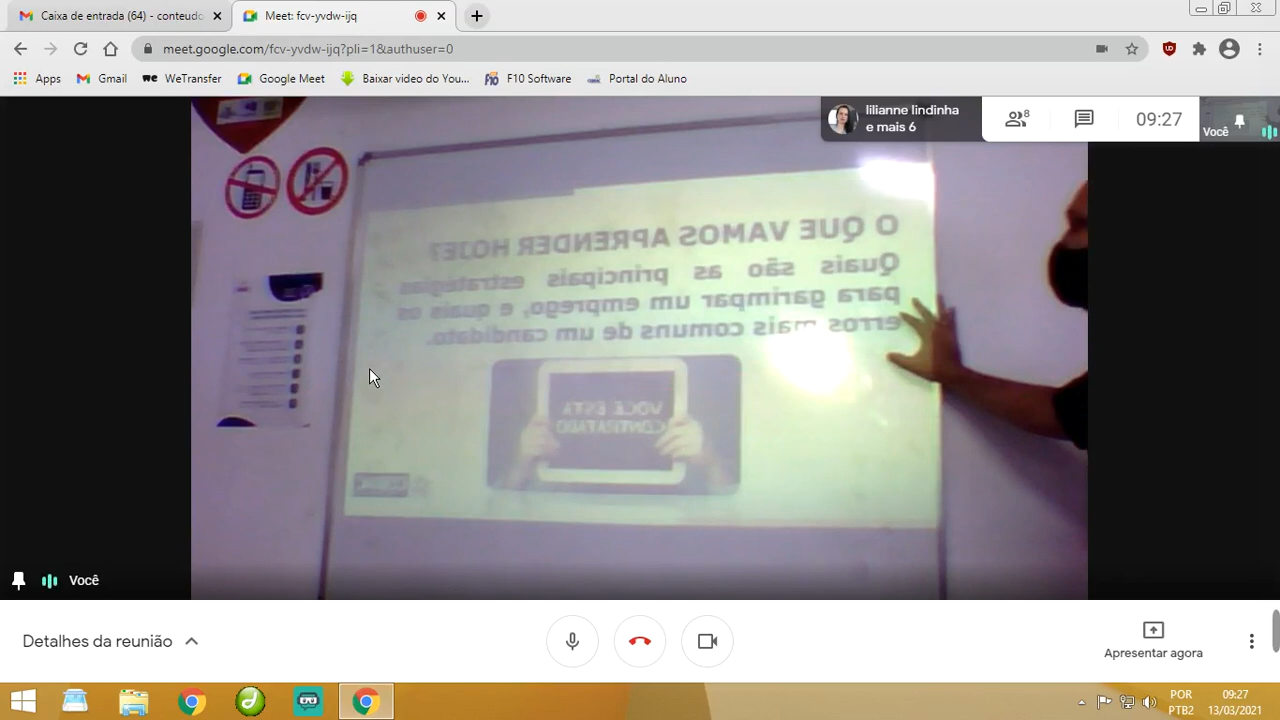 Caixa de entrada (64) - conteudo
Meet: fcv-yvdw-ijq
meet.google.com/fcv-yvdw-ijq?pli=1&authuser=0
Apps
Gmail
WeTransfer
Google Meet
Baixar video do You...
F10 Software
Portal do Aluno
lilianne lindinha
e mais 6
8
09:27
Você
O QUE VAMOS APRENDER HOJE?
Quais são as principais estratégias
para garimpar um emprego, e quais os
erros mais comuns de um candidato.
VOCÊ ESTÁ
CONTRATADO
Você
Detalhes da reunião
Apresentar agora
POR
PTB2
09:27
13/03/2021